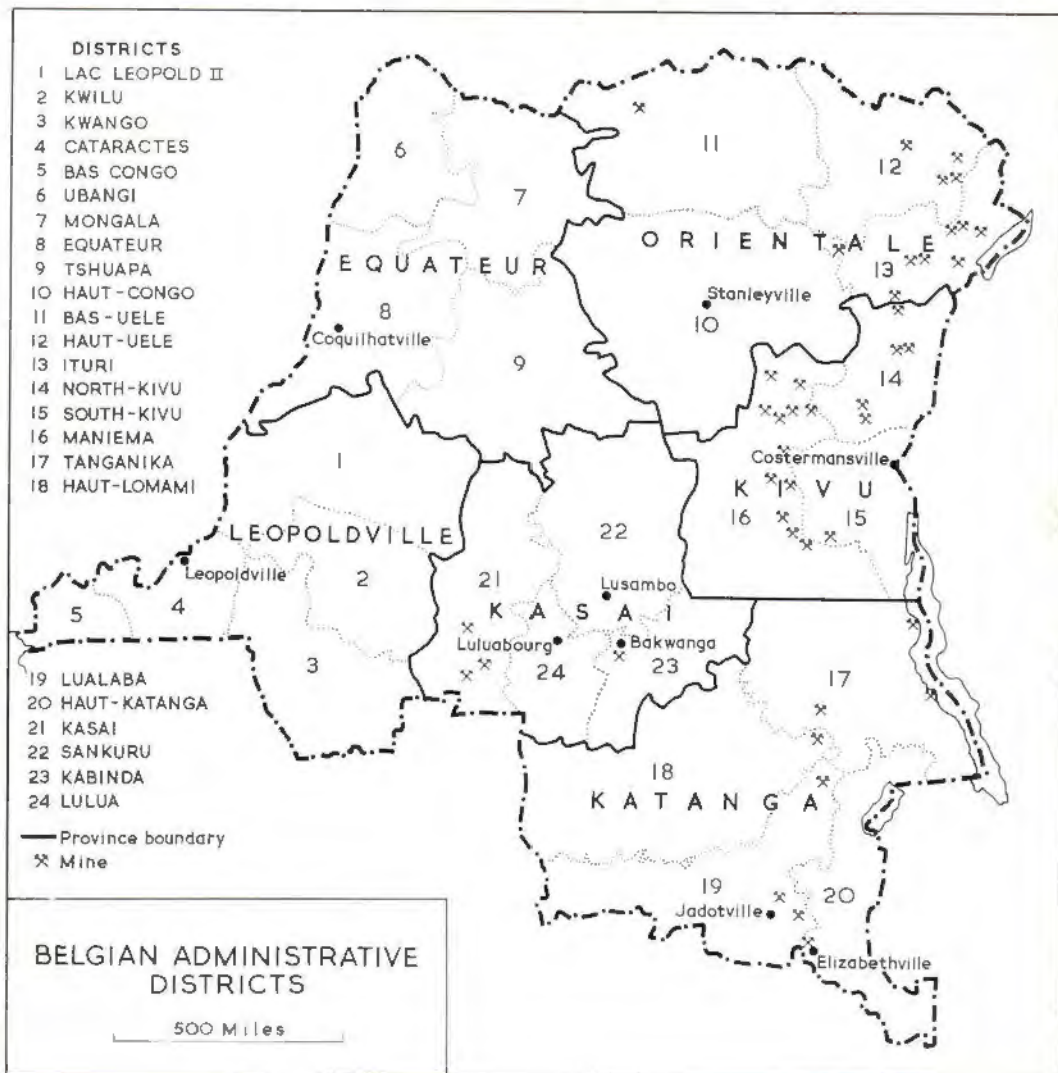 DISTRICTS
1 LAC LEOPOLD II
2 KWILU
3 KWANGO
4 CATARACTES
5 BAS CONGO
6 UBANGI
7 MONGALA
8 EQUATEUR
9 TSHUAPA
10 HAUT-CONGO
11 BAS-UELE
12 HAUT-UELE
13 ITURI
14 NORTH-KIVU
15 SOUTH-KIVU
16 MANIEMA
17 TANGANIKA
18 HAUT-LOMAMI
19 LUALABA
20 HAUT-KATANGA
21 KASAI
22 SANKURU
23 KABINDA
24 LULUA
Province boundary
Mine
BELGIAN ADMINISTRATIVE
DISTRICTS
500 Miles
6
7
11
12
EQUATEUR
ORIENTALE
13
8
Coquilhatville
9
Stanleyville
10
14
1
LEOPOLDVILLE
Leopoldville
2
5
4
3
22
21
Lusambo
KASAI
Luluabourg
Bakwanga
24
23
Costermansville
KIVU
16
15
17
18
KATANGA
19
Jadotville
20
Elizabethville